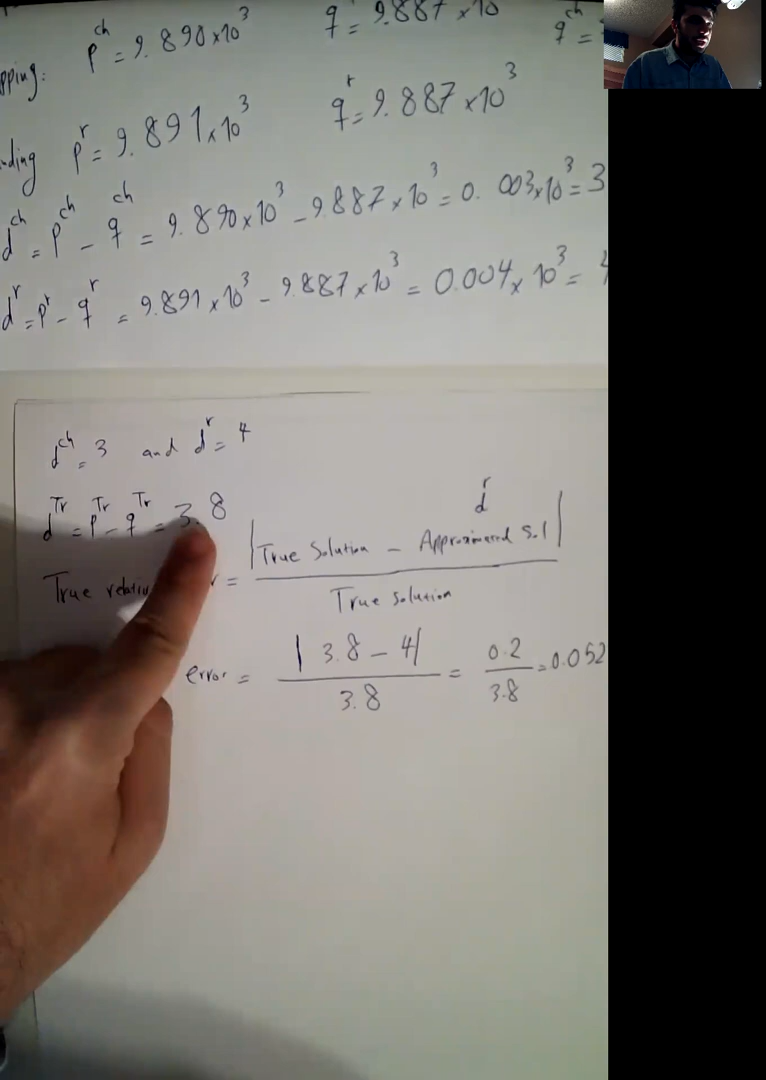 p^ch = 9.890 x 10^3 q = 9.887 x 10 q^ch =
pping:
nding p^r = 9.891 x 10^3 q^r = 9.887 x 10^3
d^ch = p^ch - q^ch = 9.890 x 10^3 - 9.887 x 10^3 = 0.003 x 10^3 = 3
d^r = p^r - q^r = 9.891 x 10^3 - 9.887 x 10^3 = 0.004 x 10^3 = 4
d^ch = 3 and d^r = 4
d^Tr = p^Tr - q^Tr = 3.8
d^r
True relativ r = |True Solution - Approximated Sol|
True solution
error = |3.8 - 4| / 3.8 = 0.2 / 3.8 = 0.052